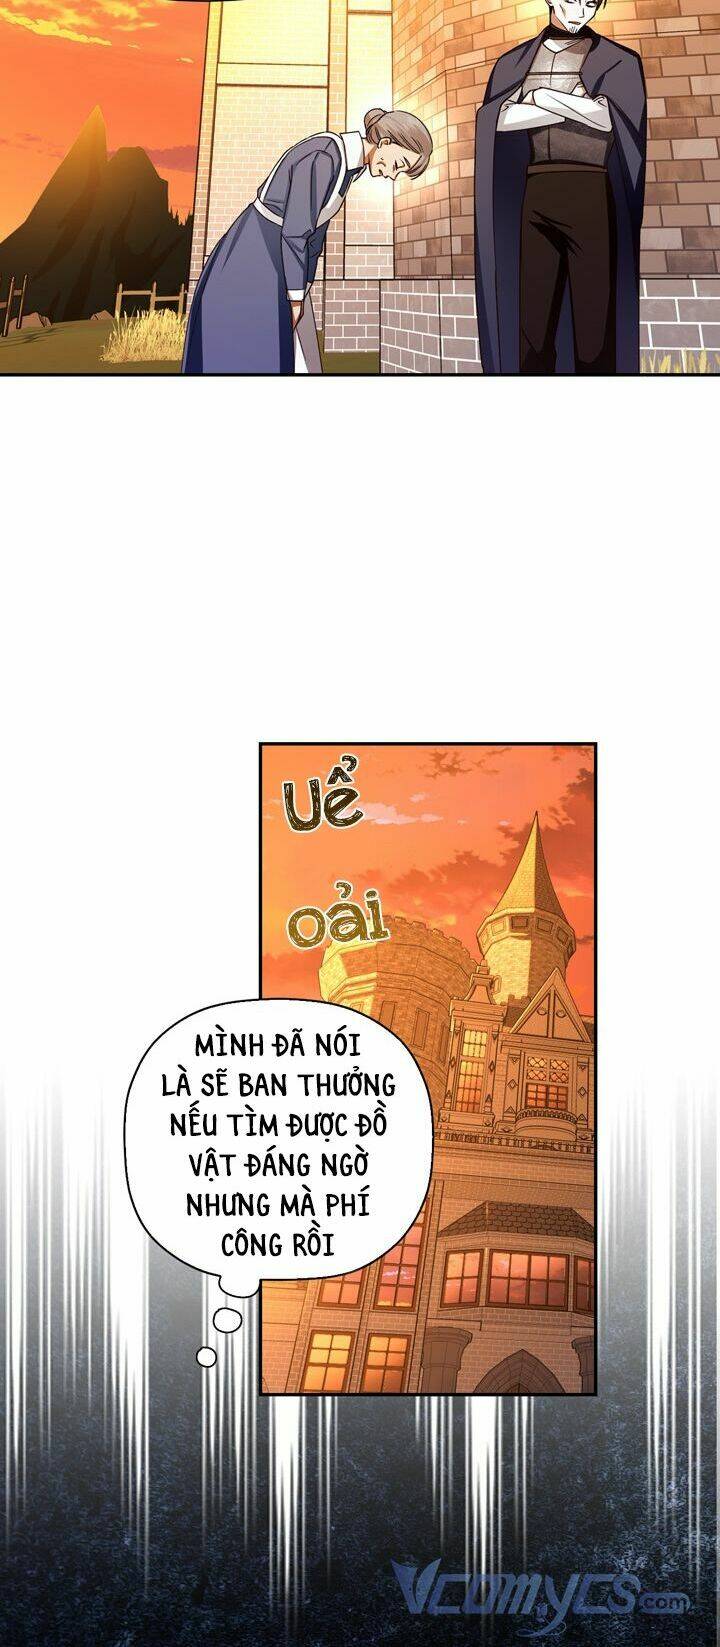 Uể
oải
MÌNH ĐÃ NÓI
LÀ SẼ BAN THƯỞNG
NẾU TÌM ĐƯỢC ĐỒ
VẬT ĐÁNG NGỜ
NHƯNG MÀ PHÍ
CÔNG RỒI
VCOMYCS.com